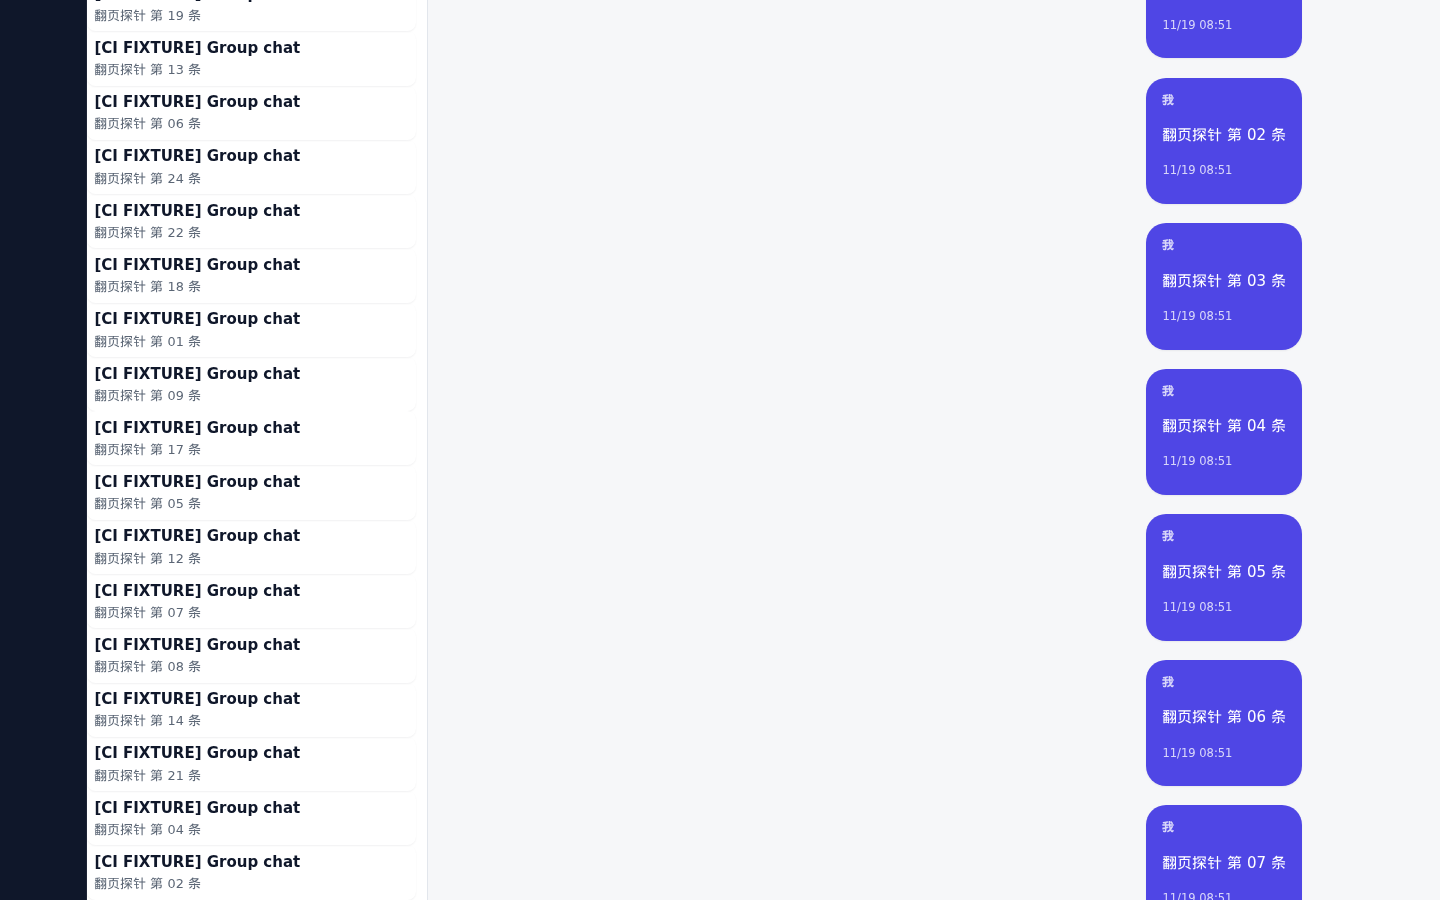 翻页探针 第 19 条
[CI FIXTURE] Group chat
翻页探针 第 13 条
[CI FIXTURE] Group chat
翻页探针 第 06 条
[CI FIXTURE] Group chat
翻页探针 第 24 条
[CI FIXTURE] Group chat
翻页探针 第 22 条
[CI FIXTURE] Group chat
翻页探针 第 18 条
[CI FIXTURE] Group chat
翻页探针 第 01 条
[CI FIXTURE] Group chat
翻页探针 第 09 条
[CI FIXTURE] Group chat
翻页探针 第 17 条
[CI FIXTURE] Group chat
翻页探针 第 05 条
[CI FIXTURE] Group chat
翻页探针 第 12 条
[CI FIXTURE] Group chat
翻页探针 第 07 条
[CI FIXTURE] Group chat
翻页探针 第 08 条
[CI FIXTURE] Group chat
翻页探针 第 14 条
[CI FIXTURE] Group chat
翻页探针 第 21 条
[CI FIXTURE] Group chat
翻页探针 第 04 条
[CI FIXTURE] Group chat
翻页探针 第 02 条
11/19 08:51
我
翻页探针 第 02 条
11/19 08:51
我
翻页探针 第 03 条
11/19 08:51
我
翻页探针 第 04 条
11/19 08:51
我
翻页探针 第 05 条
11/19 08:51
我
翻页探针 第 06 条
11/19 08:51
我
翻页探针 第 07 条
11/19 08:51